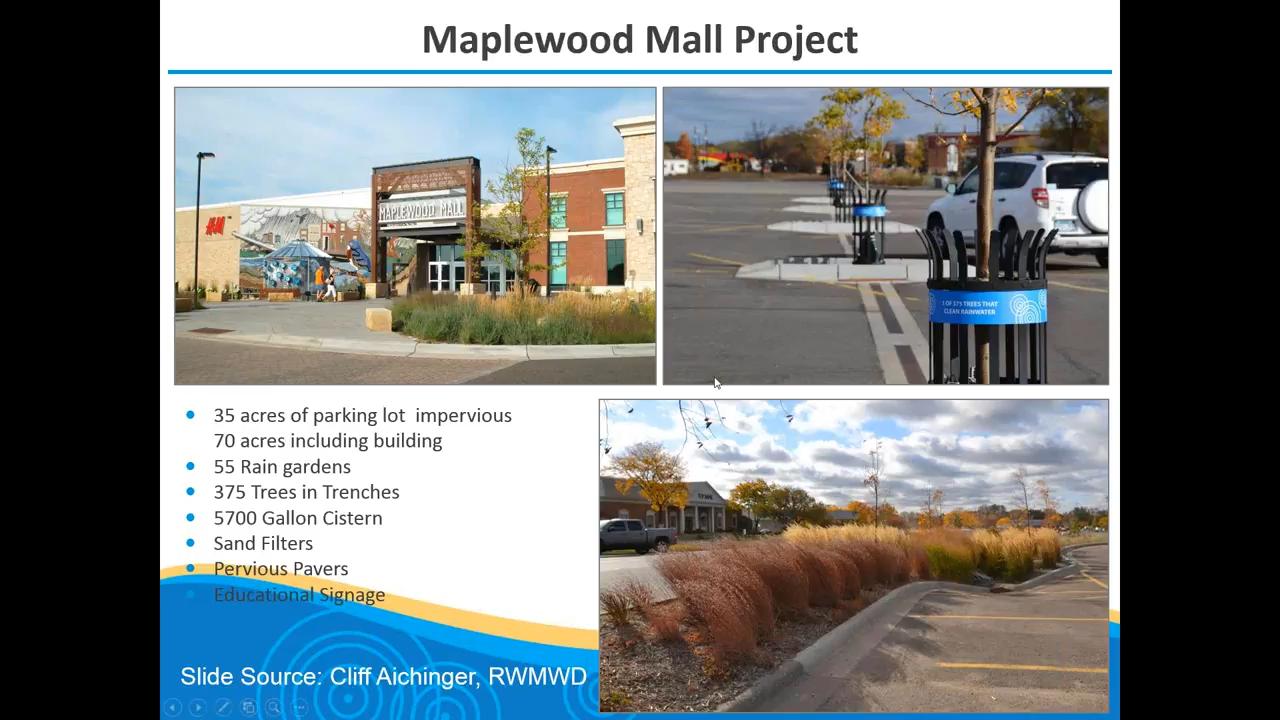 Maplewood Mall Project
H&M
MAPLEWOOD MALL
1 OF 375 TREES THAT
CLEAN RAINWATER
35 acres of parking lot impervious
70 acres including building
55 Rain gardens
375 Trees in Trenches
5700 Gallon Cistern
Sand Filters
Pervious Pavers
Educational Signage
Slide Source: Cliff Aichinger, RWMWD